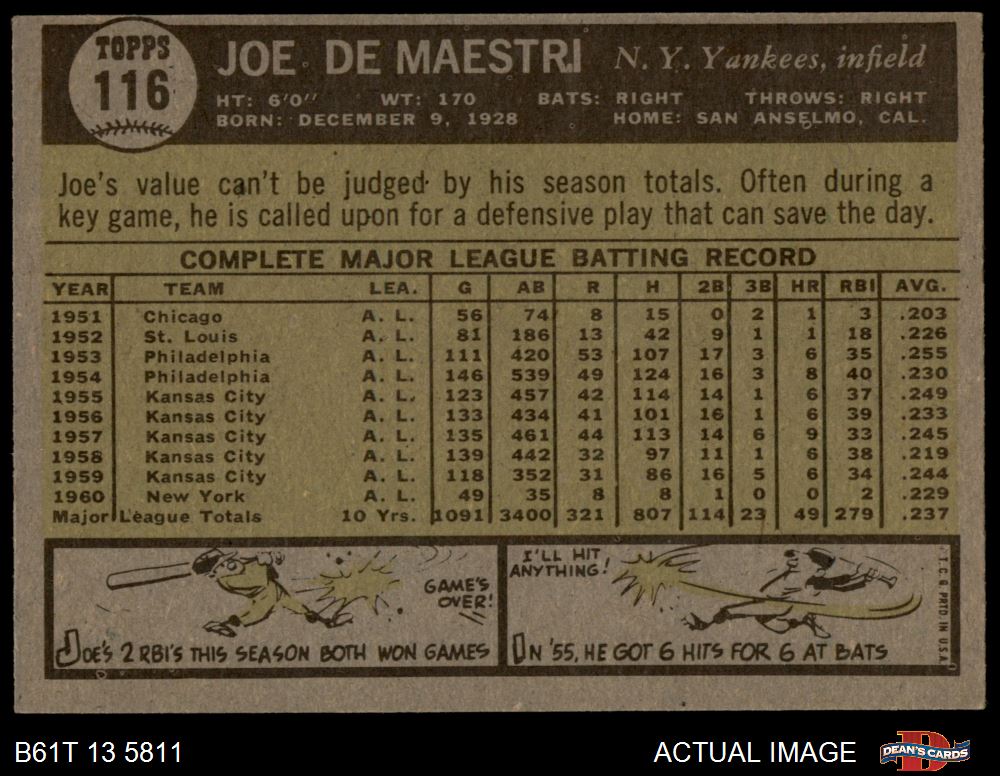 TOPPS
116
JOE DE MAESTRI N. Y. Yankees, infield
HT: 6'0" WT: 170 BATS: RIGHT THROWS: RIGHT
BORN: DECEMBER 9, 1928 HOME: SAN ANSELMO, CAL.
Joe's value can't be judged by his season totals. Often during a
key game, he is called upon for a defensive play that can save the day.
COMPLETE MAJOR LEAGUE BATTING RECORD
YEAR TEAM LEA. G AB R H 2B 3B HR RBI AVG.
1951 Chicago A. L. 56 74 8 15 0 2 1 3 .203
1952 St. Louis A. L. 81 186 13 42 9 1 1 18 .226
1953 Philadelphia A. L. 111 420 53 107 17 3 6 35 .255
1954 Philadelphia A. L. 146 539 49 124 16 3 8 40 .230
1955 Kansas City A. L. 123 457 42 114 14 1 6 37 .249
1956 Kansas City A. L. 133 434 41 101 16 1 6 39 .233
1957 Kansas City A. L. 135 461 44 113 14 6 9 33 .245
1958 Kansas City A. L. 139 442 32 97 11 1 6 38 .219
1959 Kansas City A. L. 118 352 31 86 16 5 6 34 .244
1960 New York A. L. 49 35 8 8 1 0 0 2 .229
Major League Totals 10 Yrs. 1091 3400 321 807 114 23 49 279 .237
GAME'S
OVER!
JOE'S 2 RBI'S THIS SEASON BOTH WON GAMES
I'LL HIT
ANYTHING!
IN '55, HE GOT 6 HITS FOR 6 AT BATS
T.C.G. PRTD. IN U.S.A.
B61T 13 5811
ACTUAL IMAGE
DEAN'S CARDS